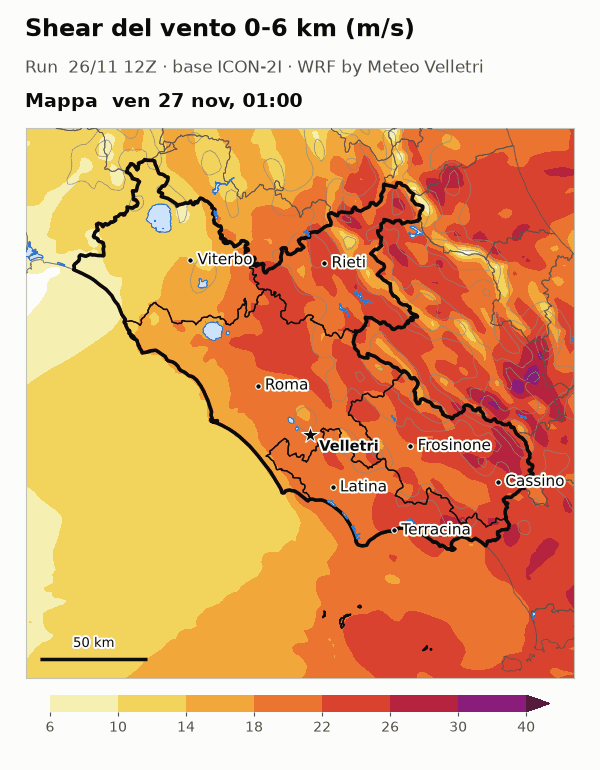 Shear del vento 0-6 km (m/s)
Run  26/11 12Z · base ICON-2I · WRF by Meteo Velletri
Mappa  ven 27 nov, 01:00
Viterbo
Rieti
Roma
Velletri
Frosinone
Cassino
Latina
Terracina
50 km
6 10 14 18 22 26 30 40